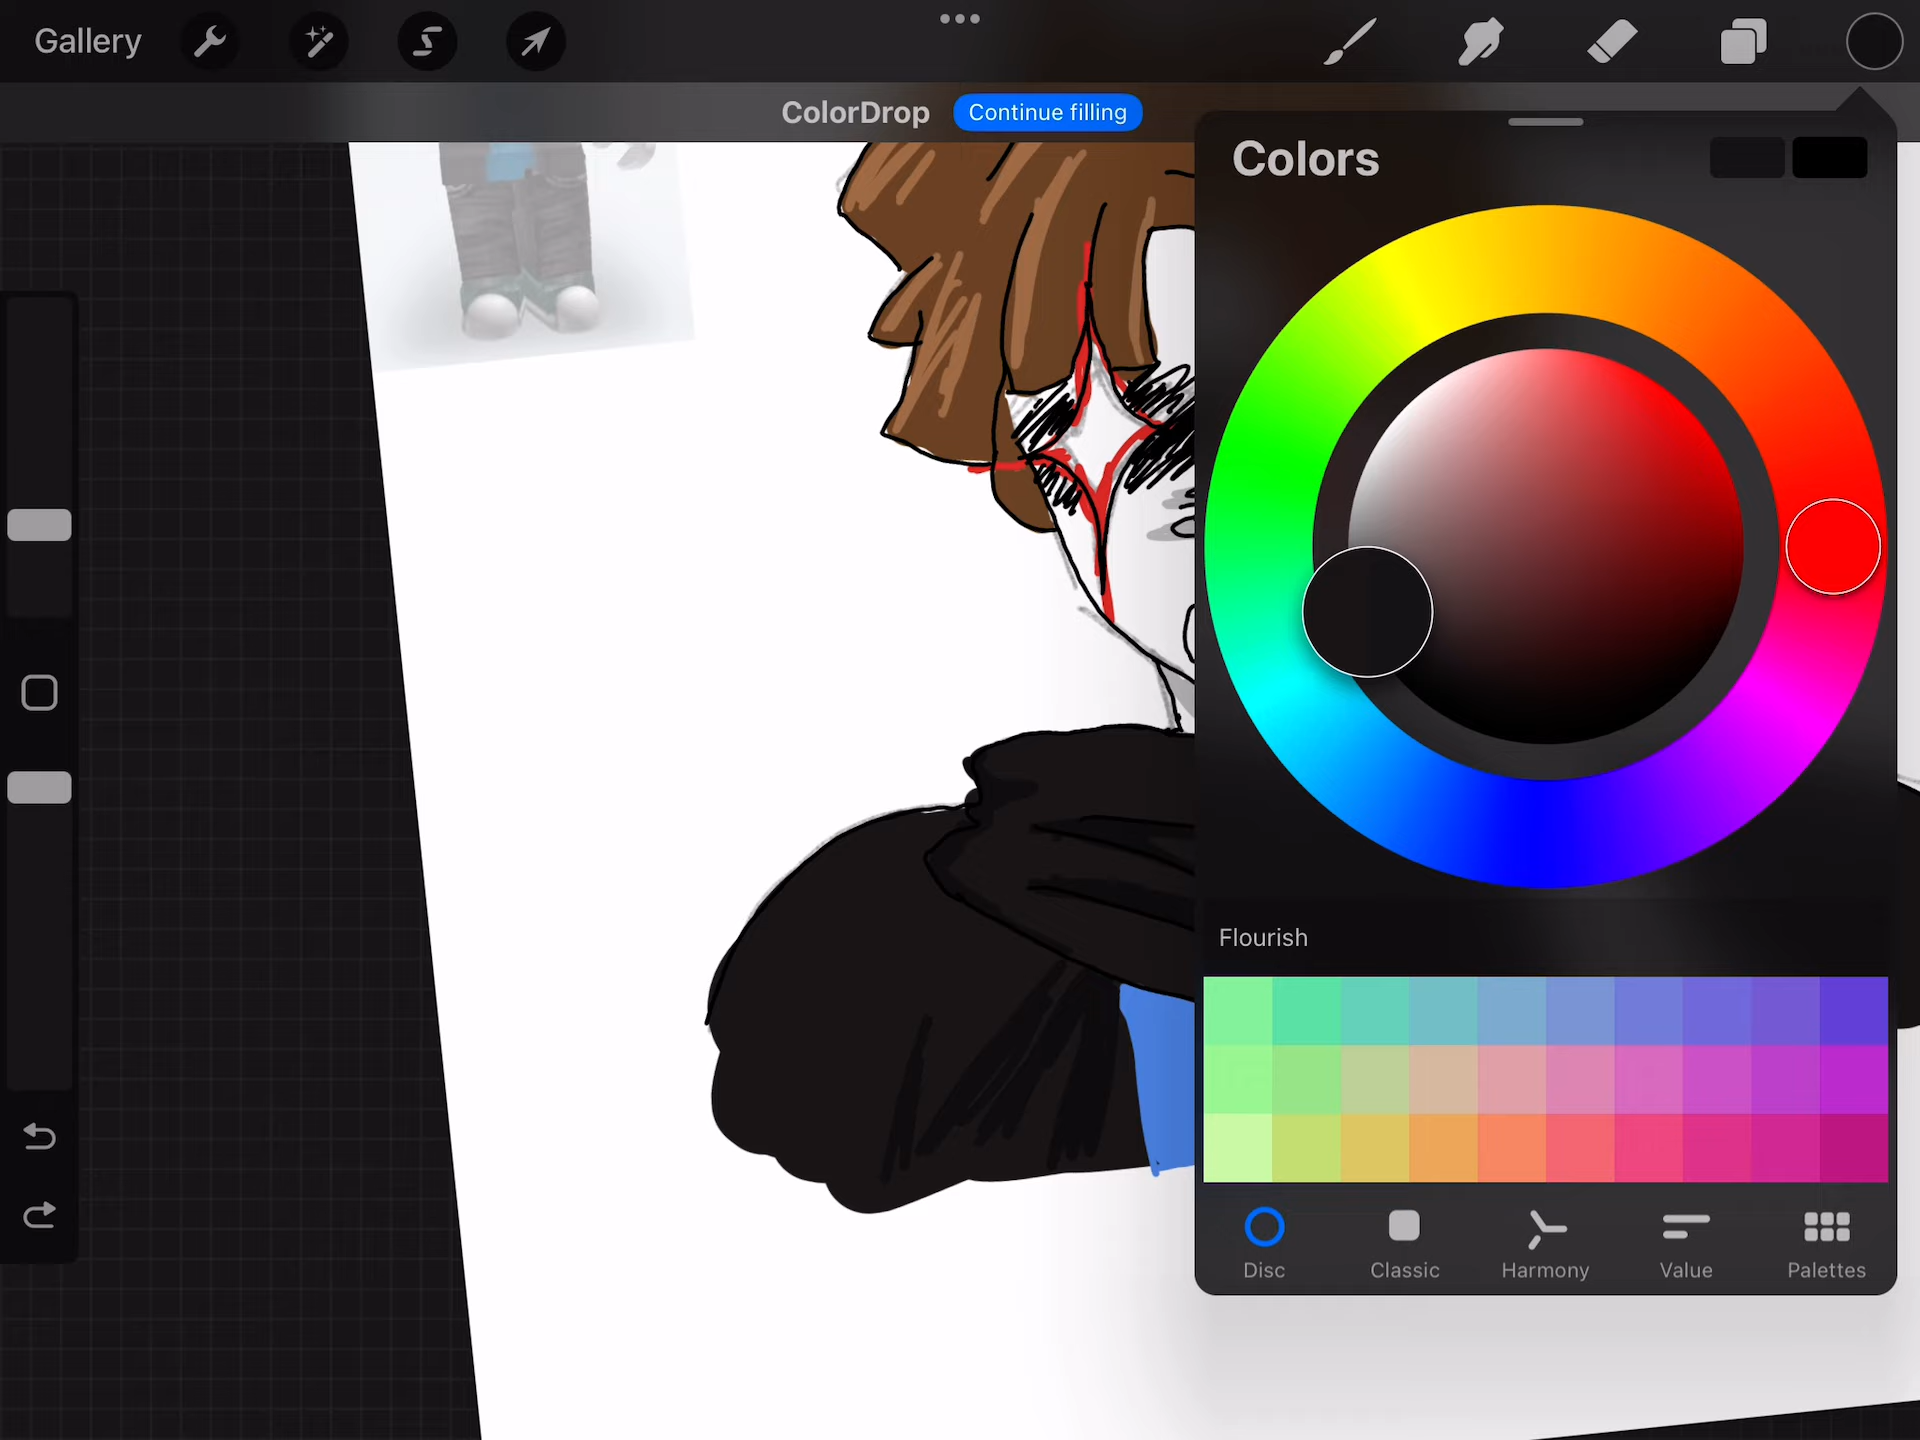 Gallery
ColorDrop Continue filling
Colors
Flourish
Disc Classic Harmony Value Palettes